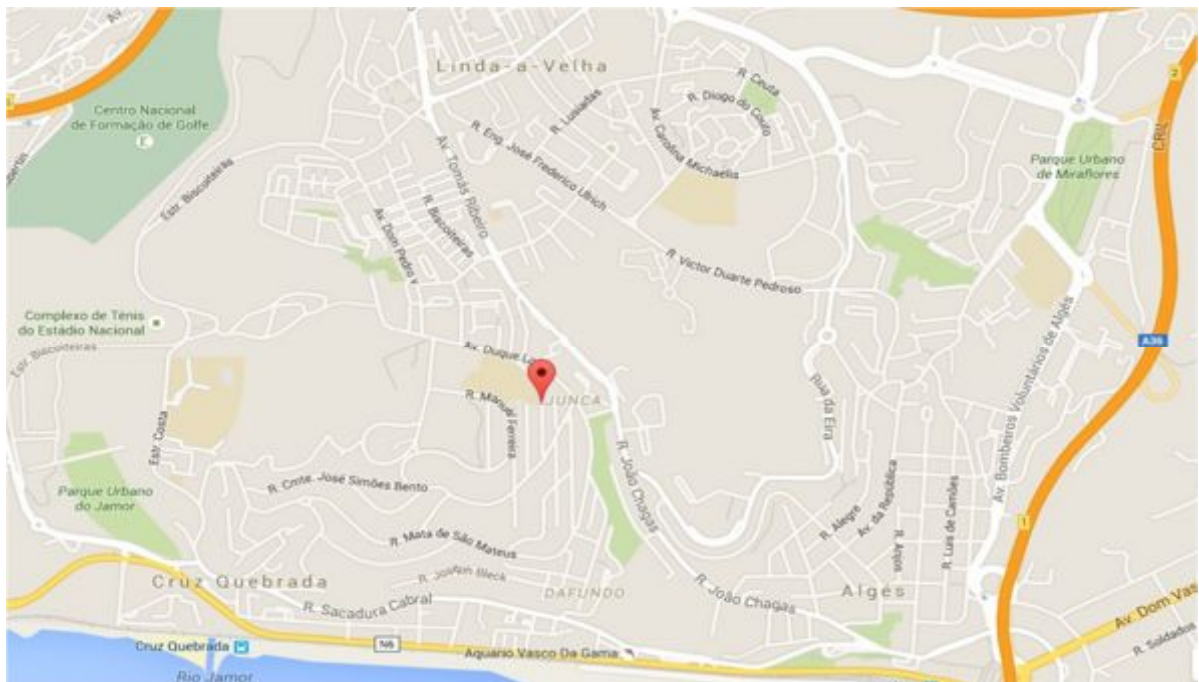 Linda-a-Velha
Centro Nacional
de Formação de Golfe
R. Ceuta
R. Diogo do Couto
R. Lusíadas
Av. Carolina Michaelis
R. Eng. José Frederico Ulrich
Av. Tomás Ribeiro
Estr. Biscoiteiras
R. Biscoiteiras
Av. Dom Pedro V
Parque Urbano
de Miraflores
CRIL
2
R. Victor Duarte Pedroso
Complexo de Ténis
do Estádio Nacional
Estr. Biscoiteiras
A36
Av. Duque
JUNÇA
R. Manuel Ferreira
Rua da Eira
Av. Bombeiros Voluntários de Algés
Estr. Costa
R. João Chagas
R. Cmte. José Simões Bento
Parque Urbano
do Jamor
R. Alegre
Av. da República
R. Anjos
R. Luis de Camões
1
R. Mata de São Mateus
Cruz Quebrada
DAFUNDO
R. Sacadura Cabral
R. João Chagas
Algés
Av. Dom Vas
R. Soldados
Cruz Quebrada
N6
Aquario Vasco Da Gama
Rio Jamor